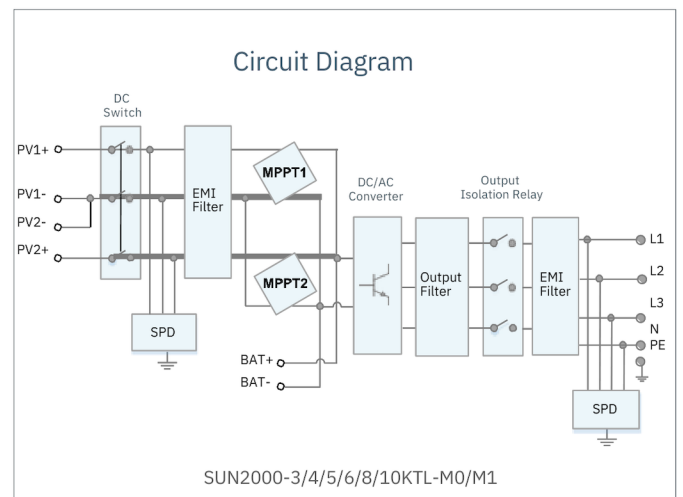 Circuit Diagram
DC
Switch
PV1+
PV1-
PV2-
PV2+
EMI
Filter
MPPT1
MPPT2
SPD
BAT+
BAT-
DC/AC
Converter
Output
Filter
Output
Isolation Relay
EMI
Filter
L1
L2
L3
N
PE
SPD
SUN2000-3/4/5/6/8/10KTL-M0/M1